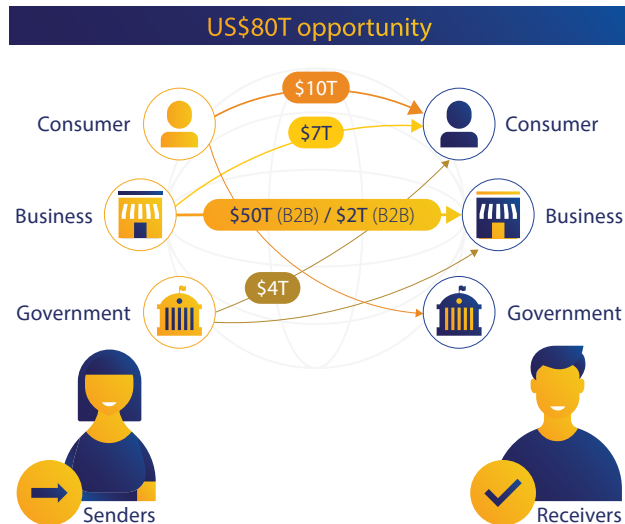 US$80T opportunity
$10T
Consumer
Consumer
$7T
Business
$50T (B2B) / $2T (B2B)
Business
$4T
Government
Government
Senders
Receivers